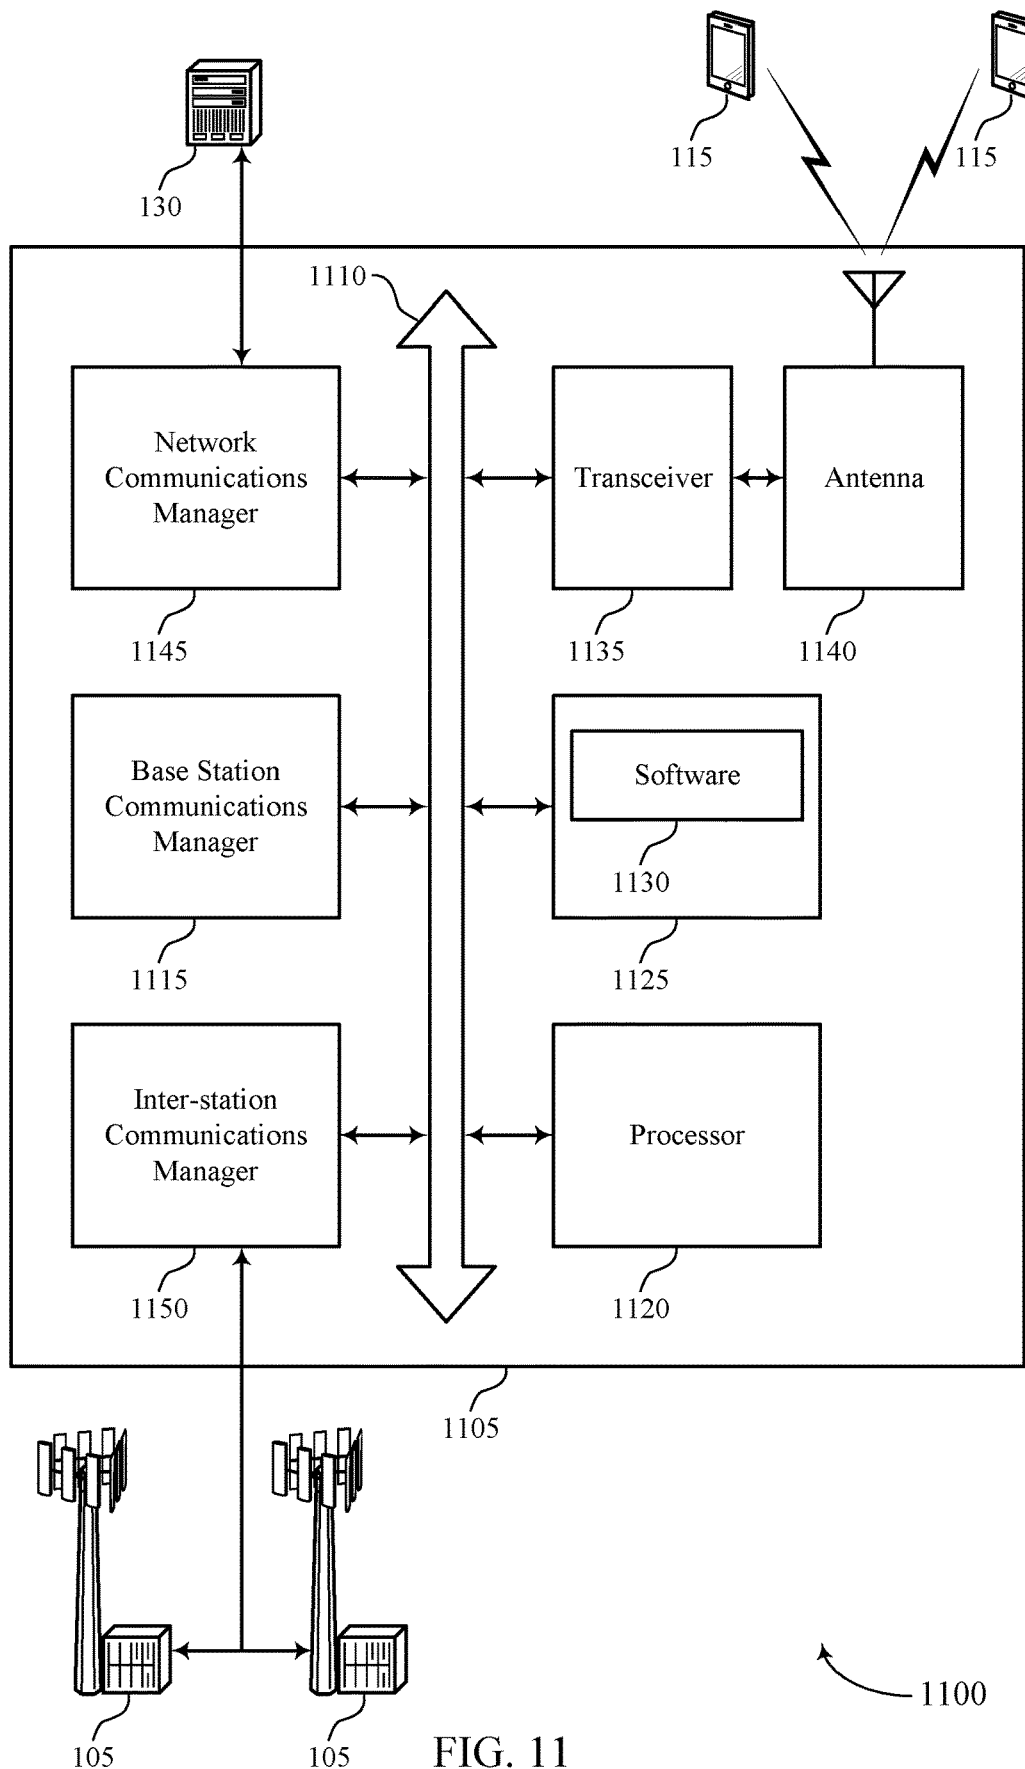 115
115
130
1110
Network
Communications
Manager
Transceiver
Antenna
1145
1135
1140
Base Station
Communications
Manager
Software
1130
1115
1125
Inter-station
Communications
Manager
Processor
1150
1120
1105
1100
105
105
FIG. 11